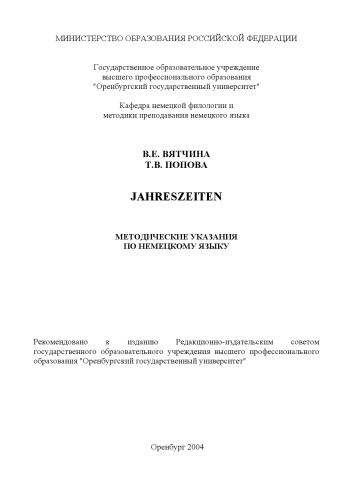 МИНИСТЕРСТВО ОБРАЗОВАНИЯ РОССИЙСКОЙ ФЕДЕРАЦИИ
Государственное образовательное учреждение
высшего профессионального образования
"Оренбургский государственный университет"
Кафедра немецкой филологии и
методики преподавания немецкого языка
В.Е. ВЯТЧИНА
Т.В. ПОПОВА
JAHRESZEITEN
МЕТОДИЧЕСКИЕ УКАЗАНИЯ
ПО НЕМЕЦКОМУ ЯЗЫКУ
Рекомендовано к изданию Редакционно-издательским советом
государственного образовательного учреждения высшего профессионального
образования "Оренбургский государственный университет"
Оренбург 2004